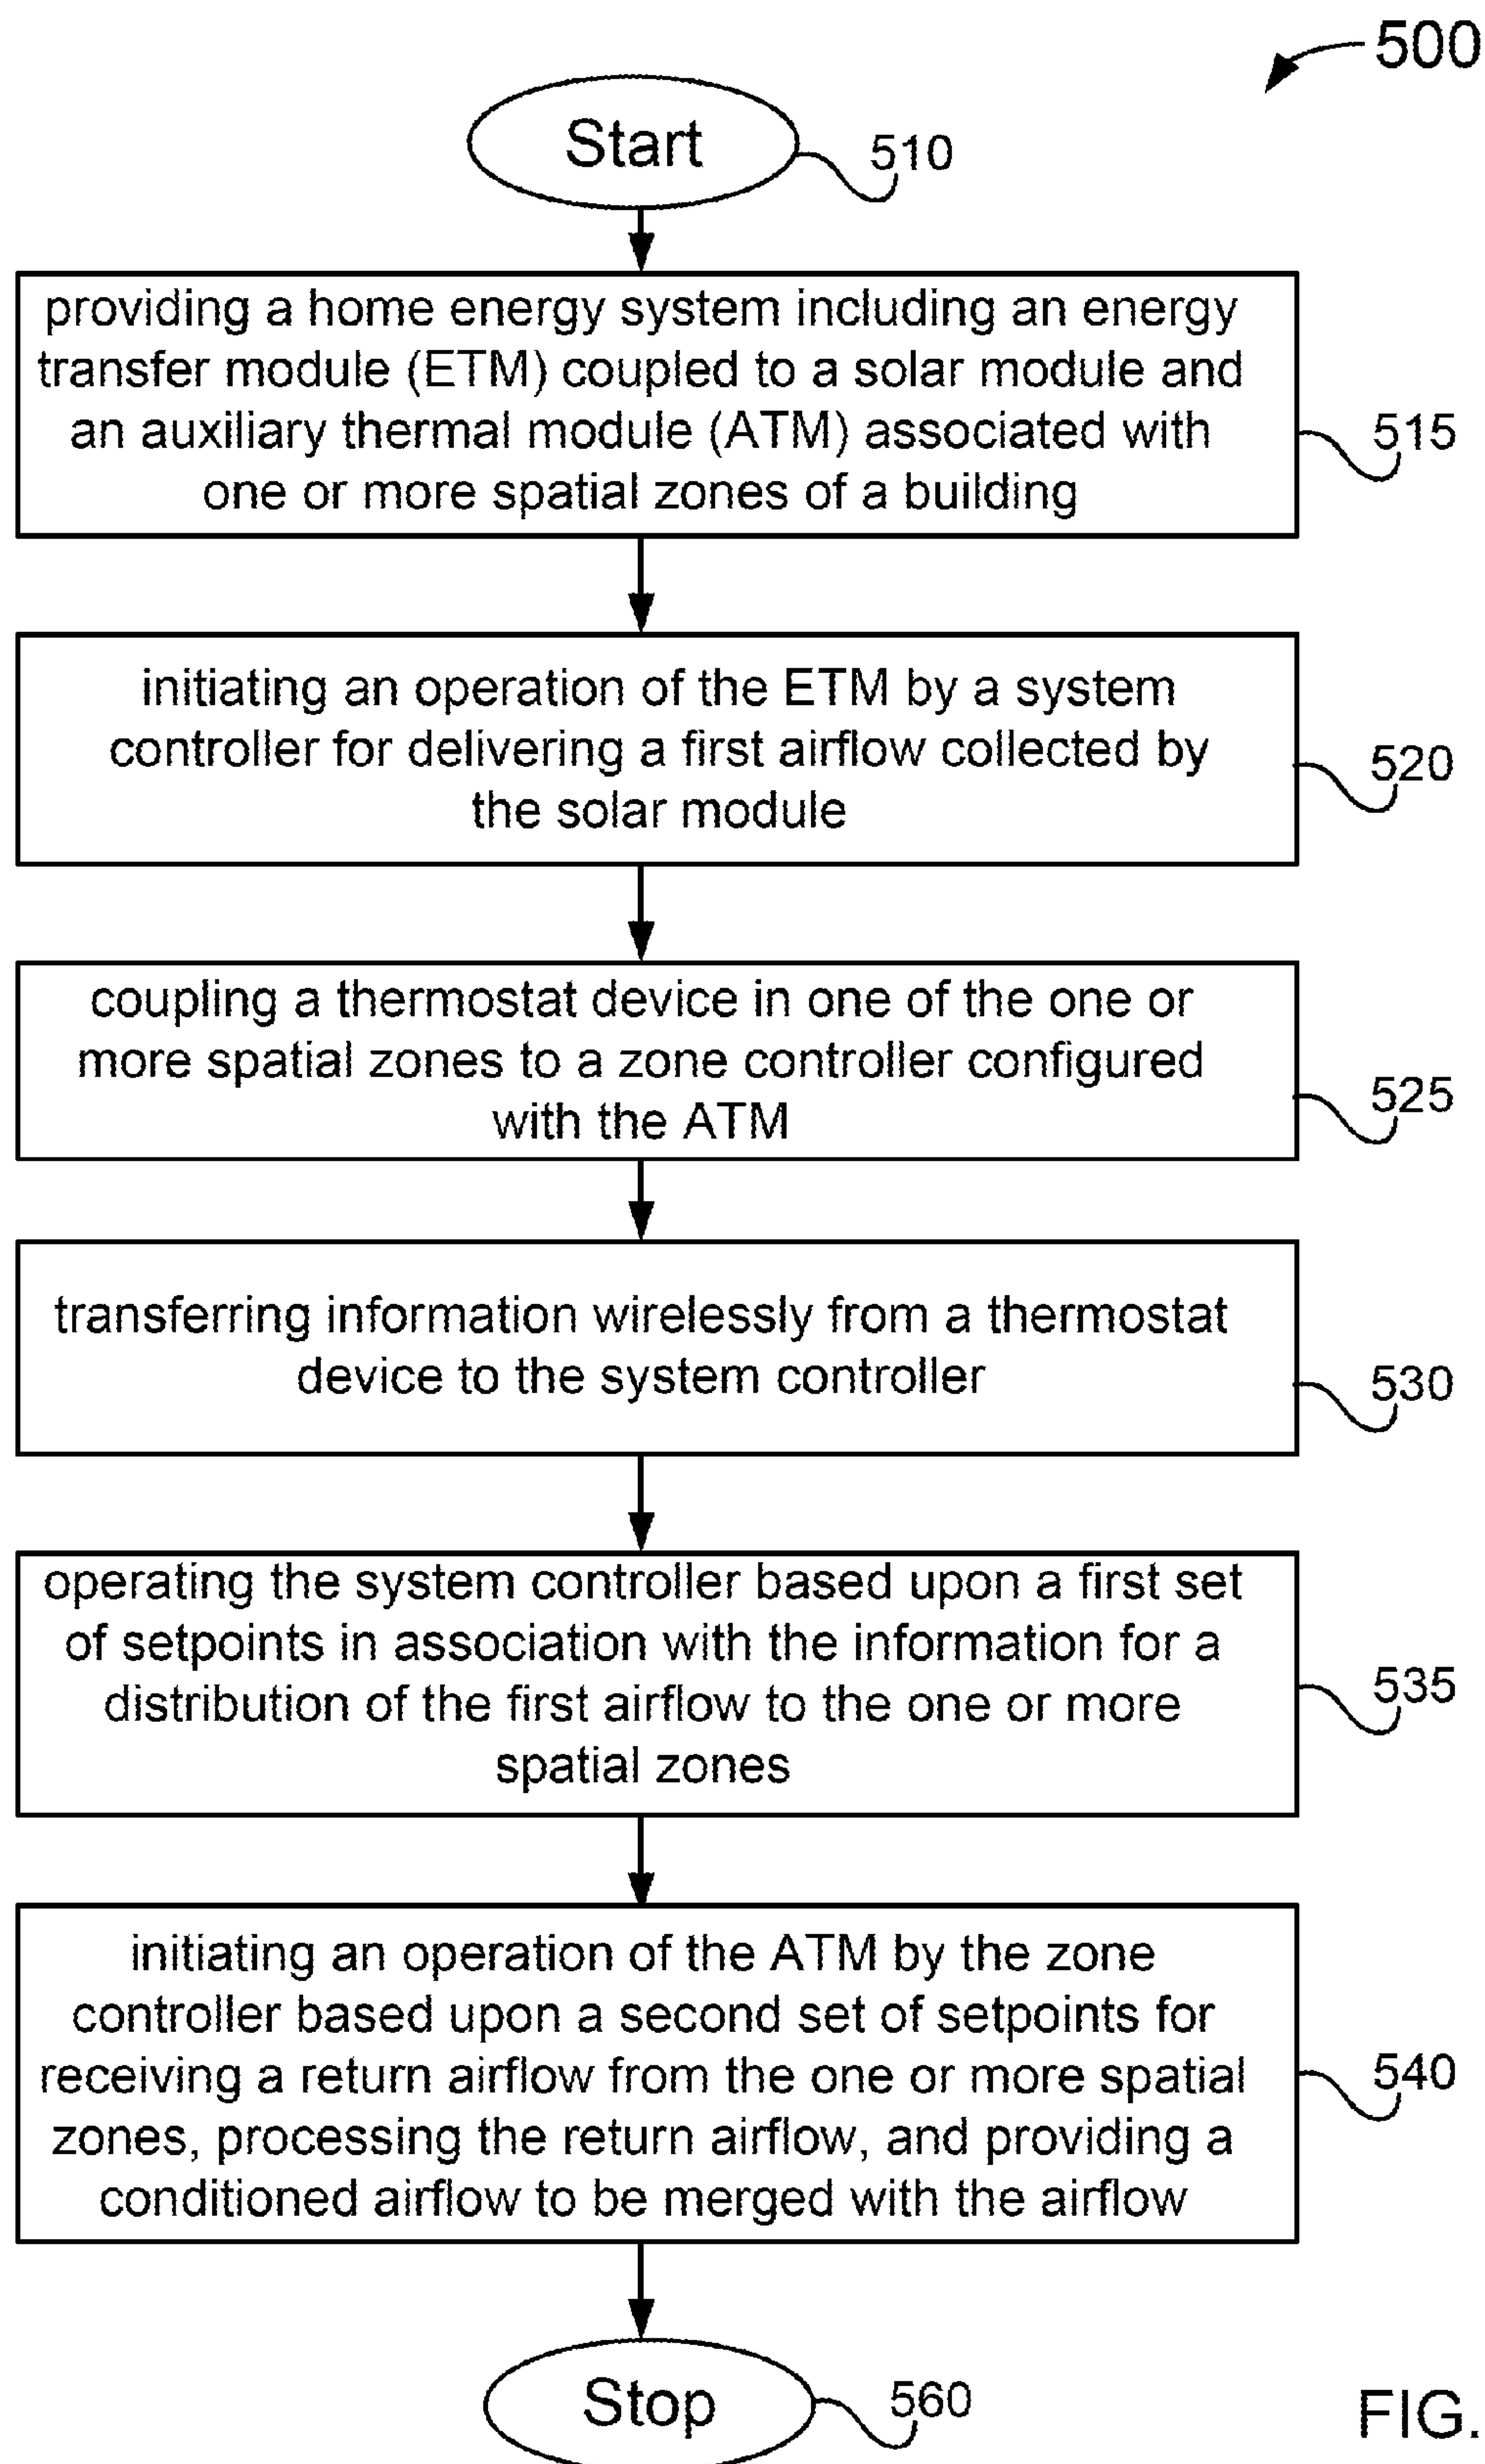 500
Start
510
providing a home energy system including an energy
transfer module (ETM) coupled to a solar module and
an auxiliary thermal module (ATM) associated with
one or more spatial zones of a building
515
initiating an operation of the ETM by a system
controller for delivering a first airflow collected by
the solar module
520
coupling a thermostat device in one of the one or
more spatial zones to a zone controller configured
with the ATM
525
transferring information wirelessly from a thermostat
device to the system controller
530
operating the system controller based upon a first set
of setpoints in association with the information for a
distribution of the first airflow to the one or more
spatial zones
535
initiating an operation of the ATM by the zone
controller based upon a second set of setpoints for
receiving a return airflow from the one or more spatial
zones, processing the return airflow, and providing a
conditioned airflow to be merged with the airflow
540
Stop
560
FIG.